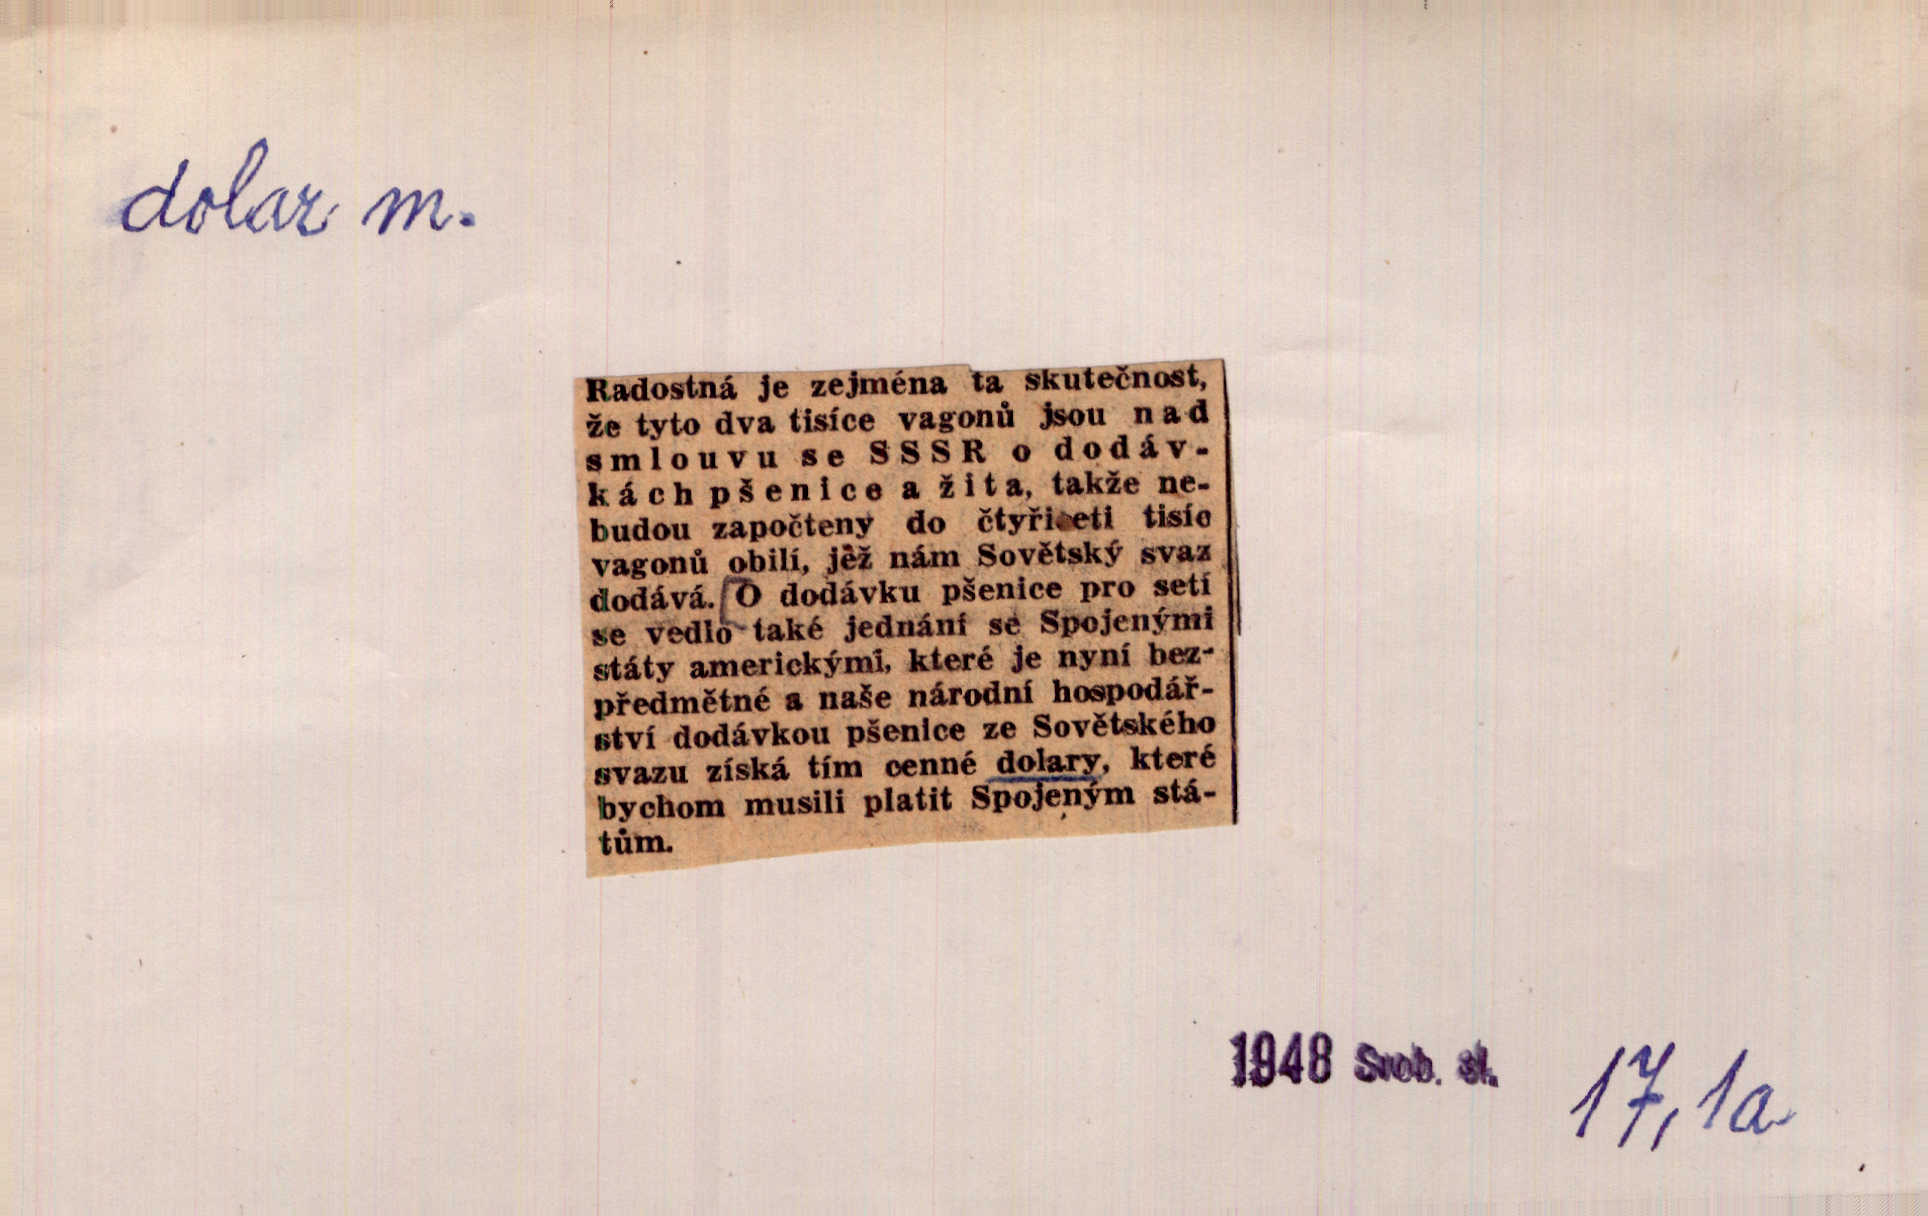 dolar m.
Radostná je zejména ta skutečnost,
že tyto dva tisíce vagonů jsou nad
smlouvu se SSSR o dodáv-
kách pšenice a žita, takže ne-
budou započteny do čtyřiceti tisíc
vagonů obilí, jež nám Sovětský svaz
dodává. O dodávku pšenice pro setí
se vedlo také jednání se Spojenými
státy americkými, které je nyní bez-
předmětné a naše národní hospodář-
ství dodávkou pšenice ze Sovětského
svazu získá tím cenné dolary, které
bychom musili platit Spojeným stá-
tům.
1948 Svob. sl. 17, 1a